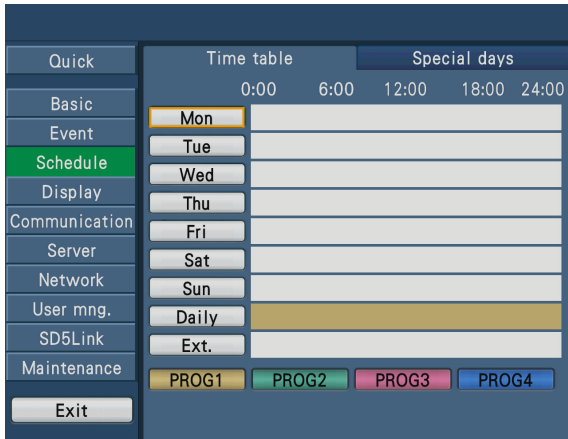 Quick
Basic
Event
Schedule
Display
Communication
Server
Network
User mng.
SD5Link
Maintenance
Exit
Time table Special days
0:00 6:00 12:00 18:00 24:00
Mon
Tue
Wed
Thu
Fri
Sat
Sun
Daily
Ext.
PROG1 PROG2 PROG3 PROG4